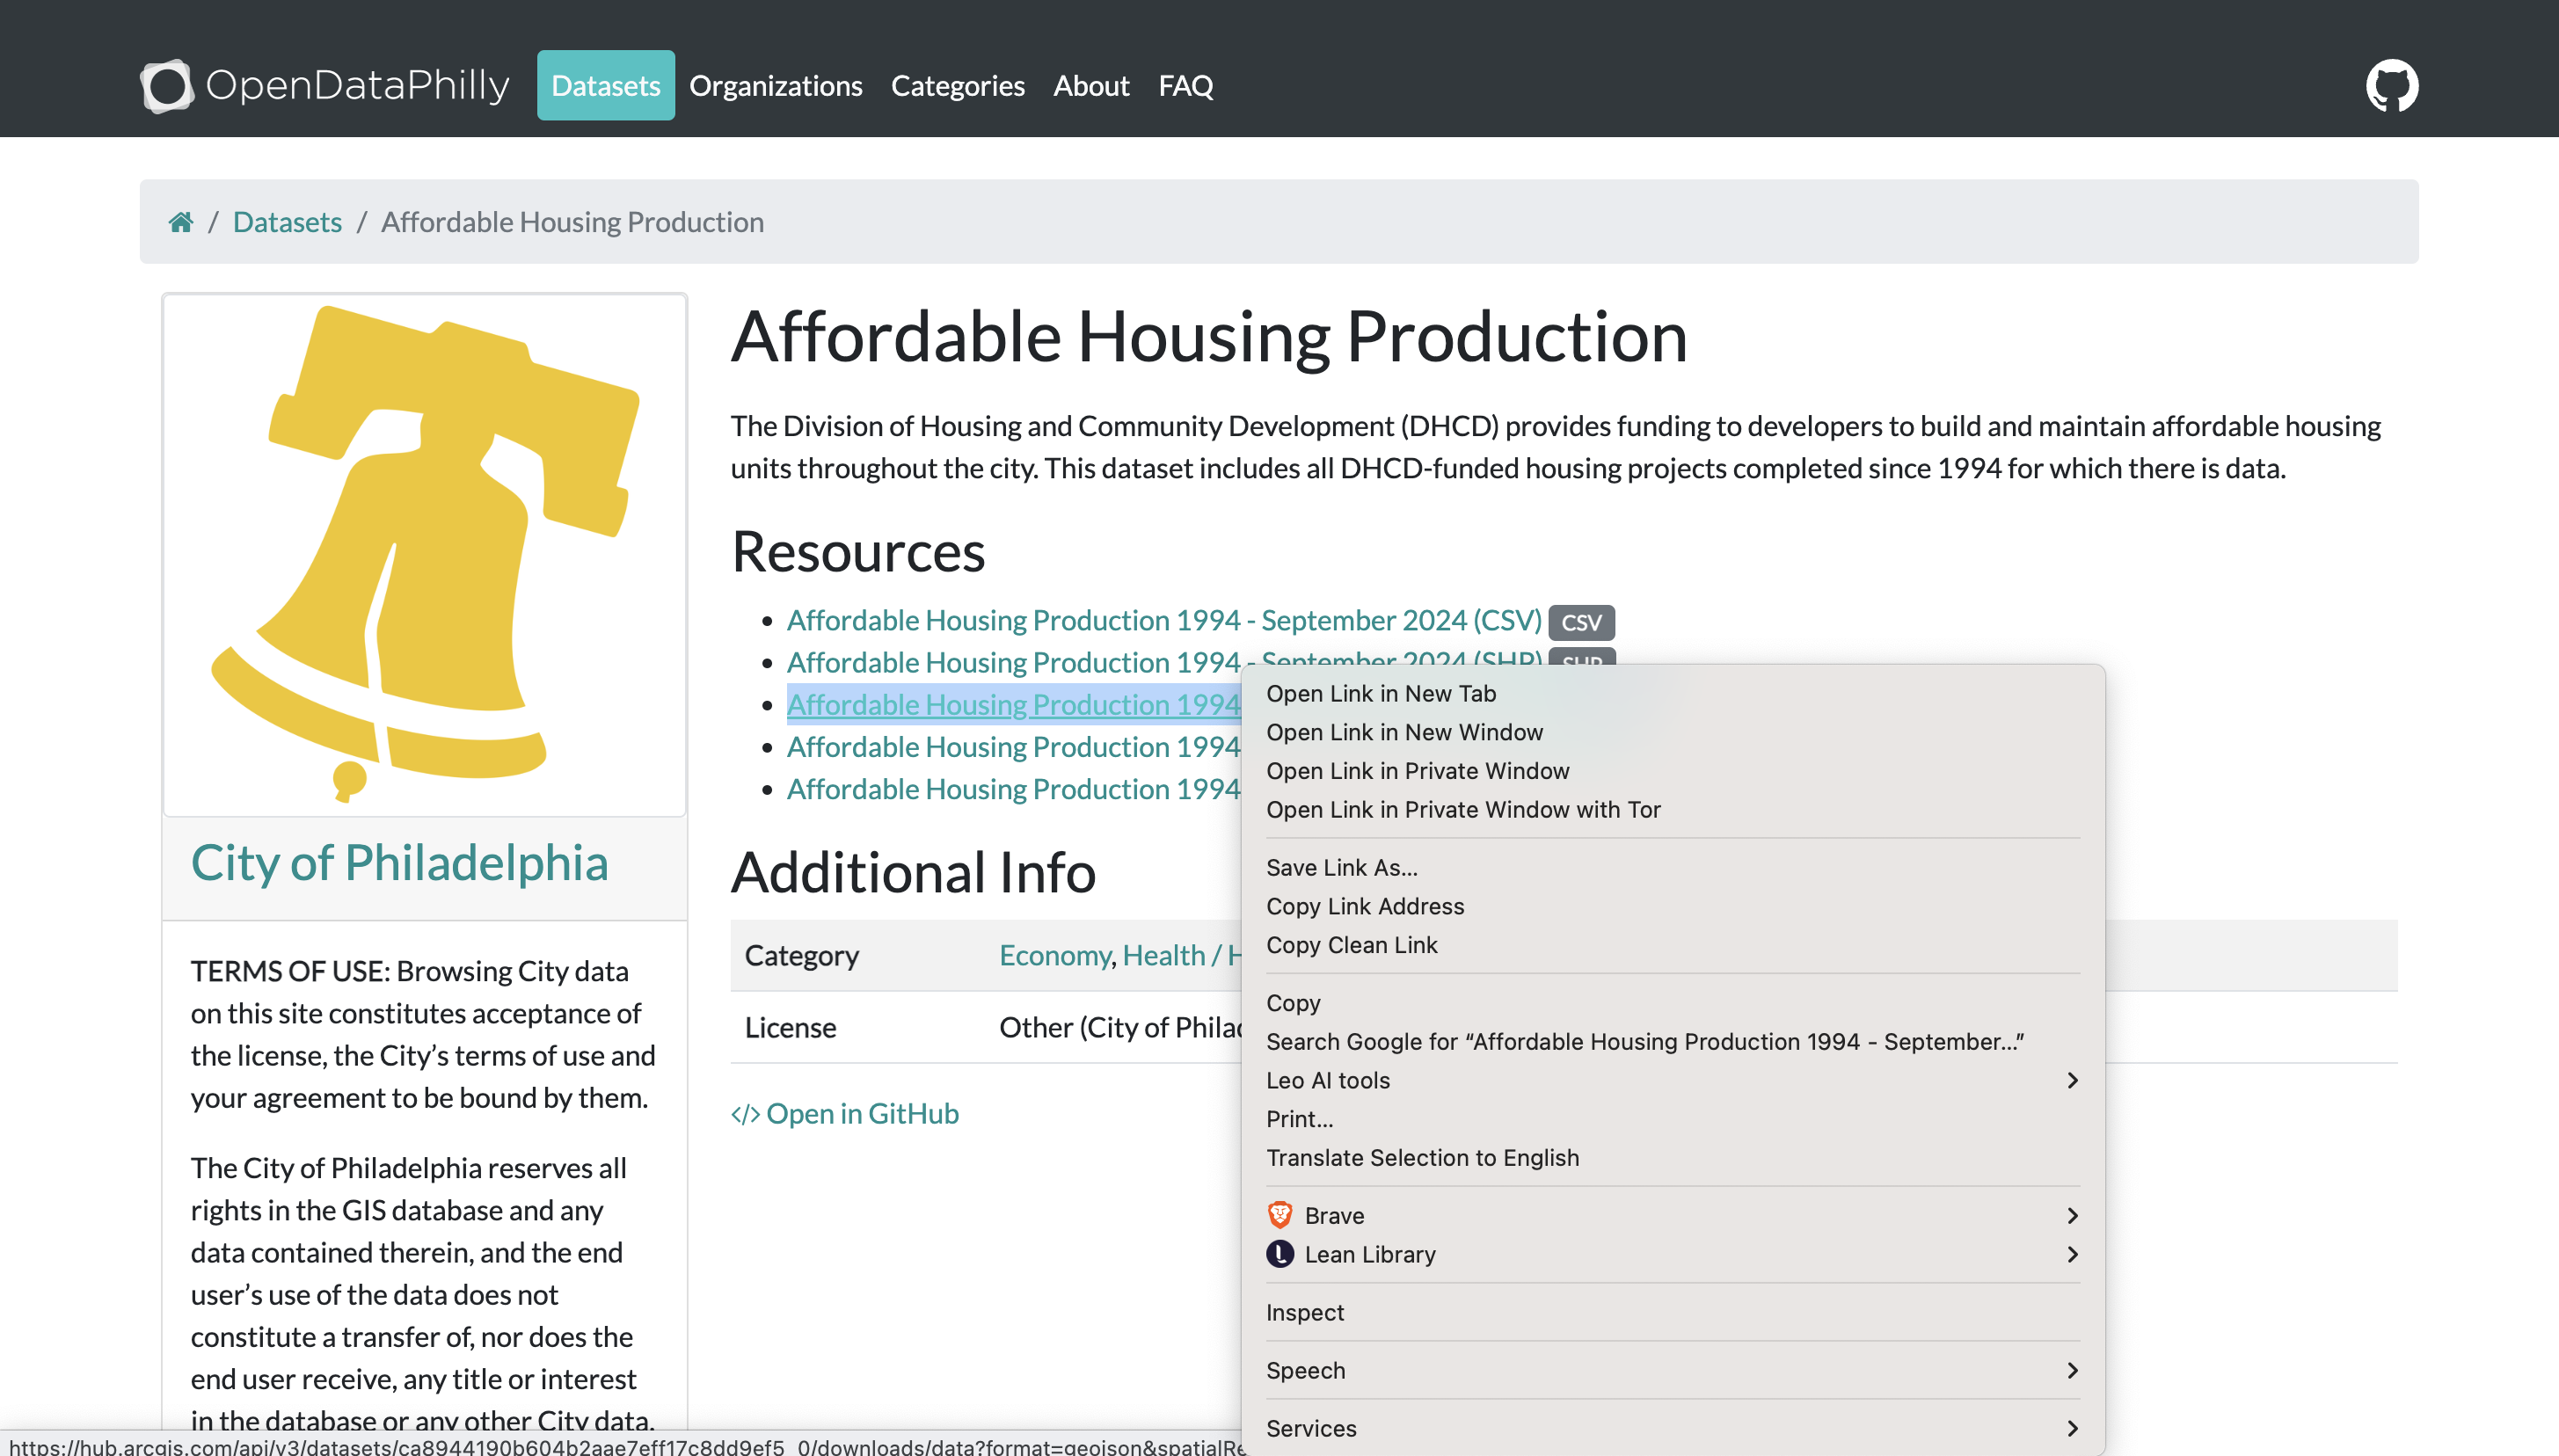 OpenDataPhilly Datasets Organizations Categories About FAQ
/ Datasets / Affordable Housing Production
Affordable Housing Production
The Division of Housing and Community Development (DHCD) provides funding to developers to build and maintain affordable housing
units throughout the city. This dataset includes all DHCD-funded housing projects completed since 1994 for which there is data.
Resources
Affordable Housing Production 1994 - September 2024 (CSV) CSV
Affordable Housing Production 1994 - September 2024 (SHP) SHP
Affordable Housing Production 1994
Affordable Housing Production 1994
Affordable Housing Production 1994
Additional Info
Category Economy, Health / H
License Other (City of Philad
</> Open in GitHub
City of Philadelphia
TERMS OF USE: Browsing City data
on this site constitutes acceptance of
the license, the City’s terms of use and
your agreement to be bound by them.
The City of Philadelphia reserves all
rights in the GIS database and any
data contained therein, and the end
user’s use of the data does not
constitute a transfer of, nor does the
end user receive, any title or interest
in the database or any other City data.
Open Link in New Tab
Open Link in New Window
Open Link in Private Window
Open Link in Private Window with Tor
Save Link As...
Copy Link Address
Copy Clean Link
Copy
Search Google for “Affordable Housing Production 1994 - September...”
Leo AI tools
Print...
Translate Selection to English
Brave
Lean Library
Inspect
Speech
Services
https://hub.arcgis.com/api/v3/datasets/ca8944190b604b2aae7eff17c8dd9ef5_0/downloads/data?format=geojson&spatialRe